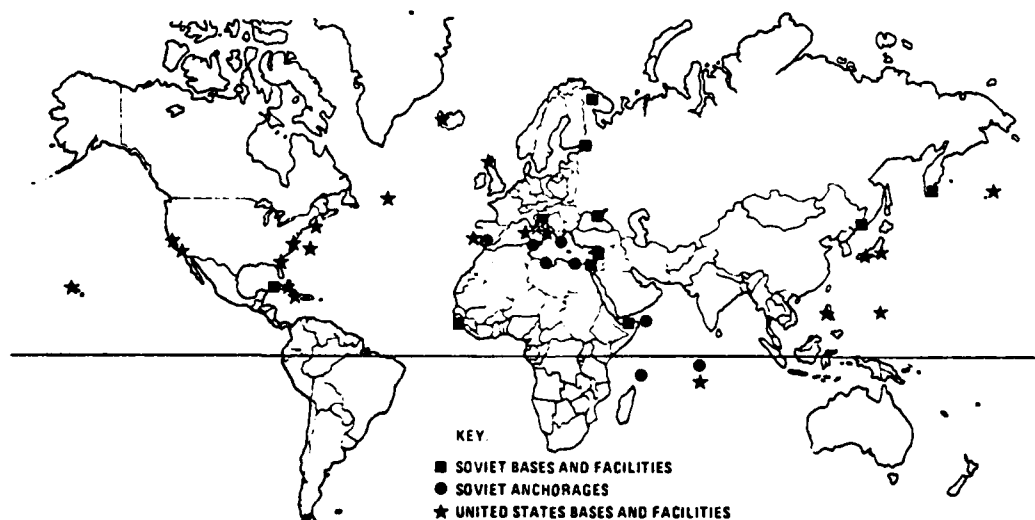 KEY.
SOVIET BASES AND FACILITIES
SOVIET ANCHORAGES
UNITED STATES BASES AND FACILITIES